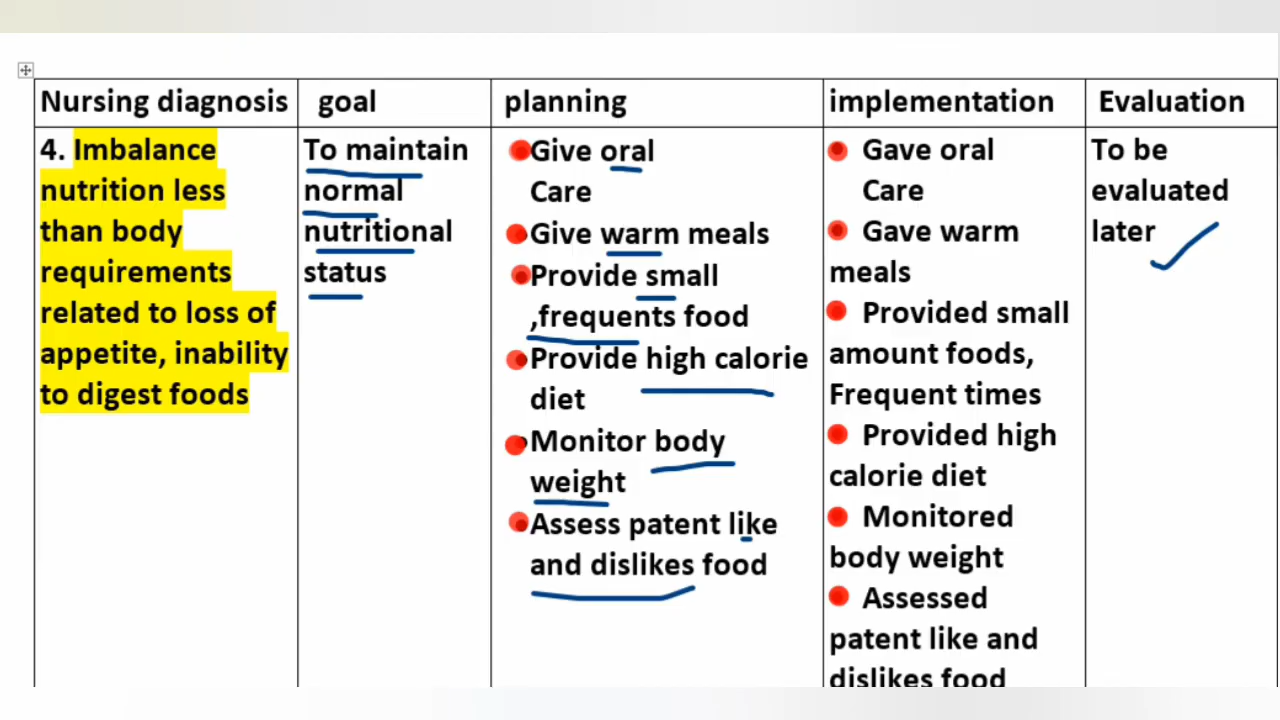 Nursing diagnosis
goal
planning
implementation
Evaluation
4. Imbalance
nutrition less
than body
requirements
related to loss of
appetite, inability
to digest foods
To maintain
normal
nutritional
status
Give oral
Care
Give warm meals
Provide small
,frequents food
Provide high calorie
diet
Monitor body
weight
Assess patent like
and dislikes food
Gave oral
Care
Gave warm
meals
Provided small
amount foods,
Frequent times
Provided high
calorie diet
Monitored
body weight
Assessed
patent like and
dislikes food
To be
evaluated
later